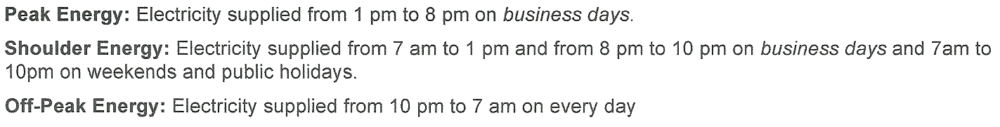 Peak Energy: Electricity supplied from 1 pm to 8 pm on business days.
Shoulder Energy: Electricity supplied from 7 am to 1 pm and from 8 pm to 10 pm on business days and 7am to
10pm on weekends and public holidays.
Off-Peak Energy: Electricity supplied from 10 pm to 7 am on every day